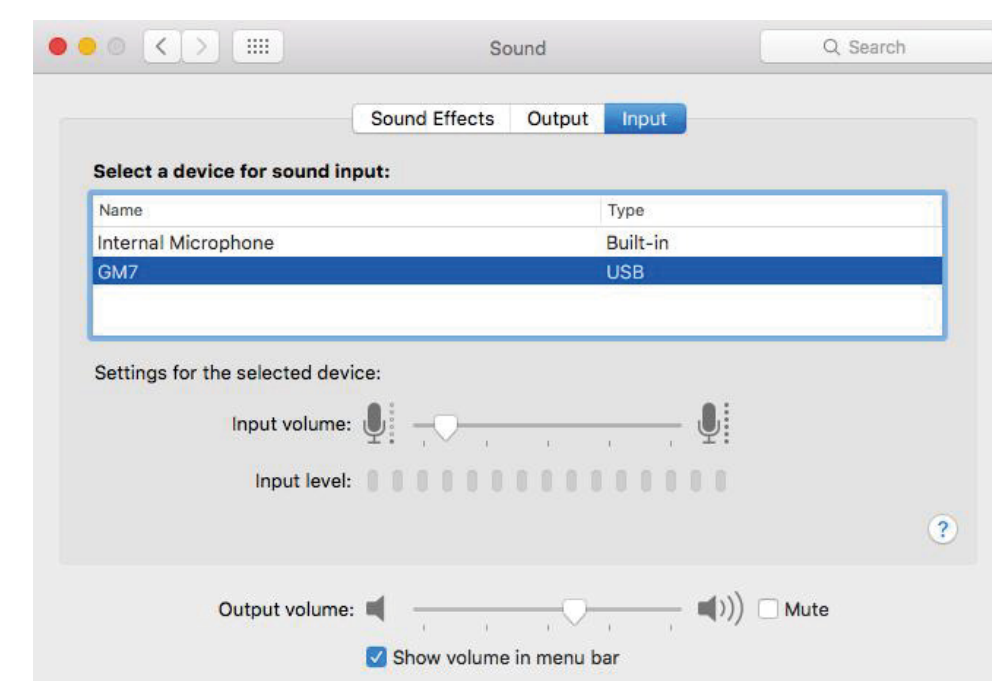 Sound
Search
Sound Effects Output Input
Select a device for sound input:
Name Type
Internal Microphone Built-in
GM7 USB
Settings for the selected device:
Input volume:
Input level:
?
Output volume: Mute
Show volume in menu bar